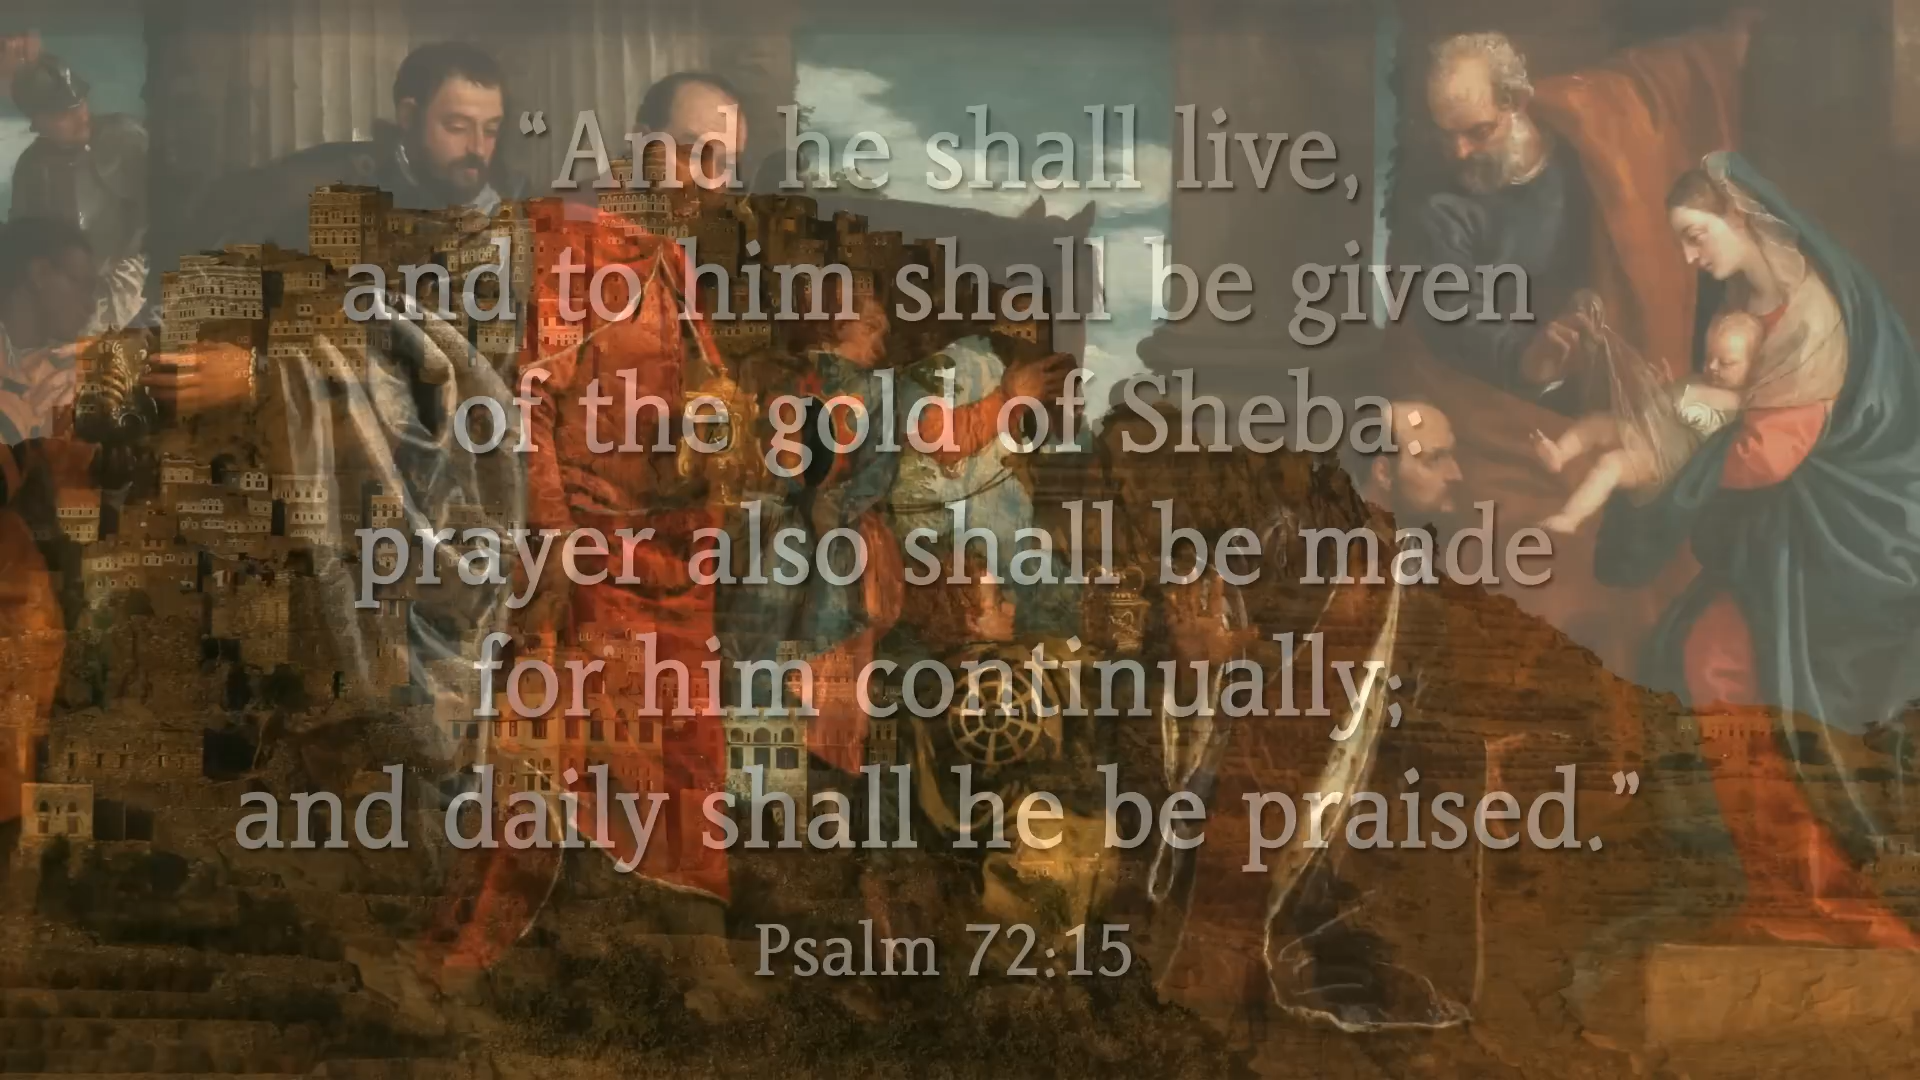 “And he shall live,
and to him shall be given
of the gold of Sheba:
prayer also shall be made
for him continually;
and daily shall he be praised.”
Psalm 72:15